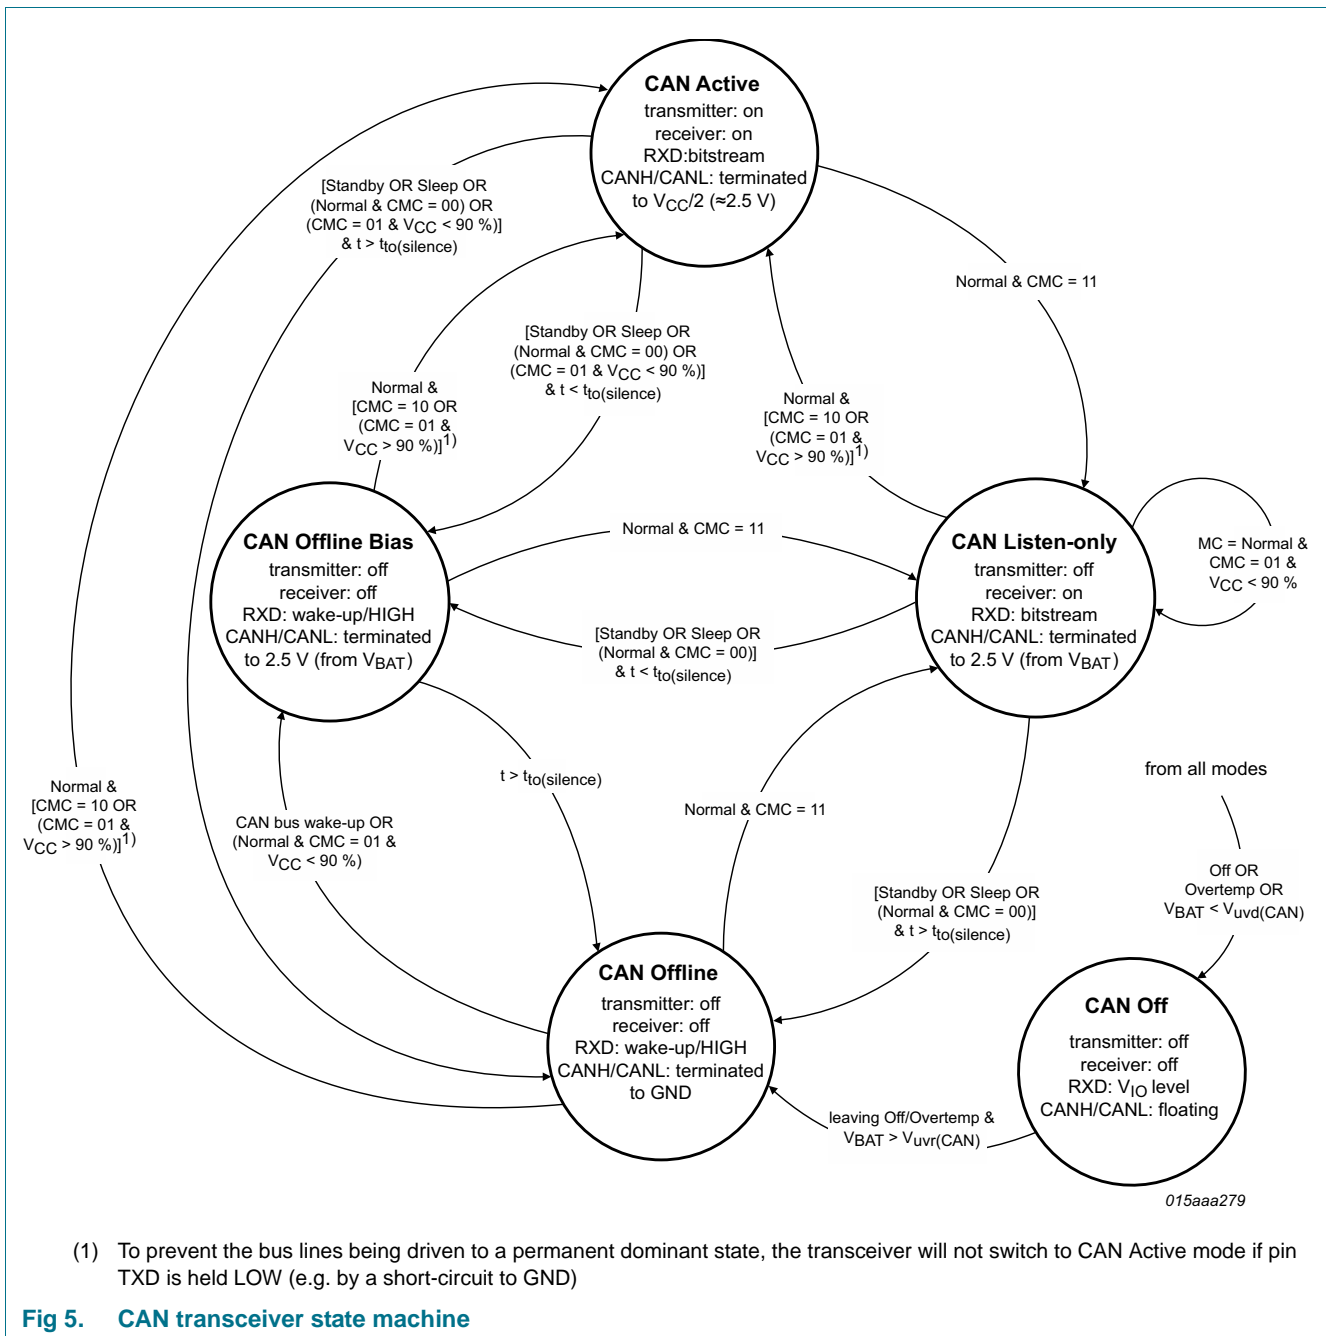 CAN Active
transmitter: on
receiver: on
RXD:bitstream
CANH/CANL: terminated
to VCC/2 (≈2.5 V)
[Standby OR Sleep OR
(Normal & CMC = 00) OR
(CMC = 01 & VCC < 90 %)]
& t > tto(silence)
Normal & CMC = 11
[Standby OR Sleep OR
(Normal & CMC = 00) OR
(CMC = 01 & VCC < 90 %)]
& t < tto(silence)
Normal &
[CMC = 10 OR
(CMC = 01 &
VCC > 90 %)]1)
Normal &
[CMC = 10 OR
(CMC = 01 &
VCC > 90 %)]1)
CAN Offline Bias
transmitter: off
receiver: off
RXD: wake-up/HIGH
CANH/CANL: terminated
to 2.5 V (from VBAT)
Normal & CMC = 11
CAN Listen-only
transmitter: off
receiver: on
RXD: bitstream
CANH/CANL: terminated
to 2.5 V (from VBAT)
MC = Normal &
CMC = 01 &
VCC < 90 %
[Standby OR Sleep OR
(Normal & CMC = 00)]
& t < tto(silence)
Normal &
[CMC = 10 OR
(CMC = 01 &
VCC > 90 %)]1)
t > tto(silence)
CAN bus wake-up OR
(Normal & CMC = 01 &
VCC < 90 %)
Normal & CMC = 11
from all modes
[Standby OR Sleep OR
(Normal & CMC = 00)]
& t > tto(silence)
Off OR
Overtemp OR
VBAT < Vuvd(CAN)
CAN Offline
transmitter: off
receiver: off
RXD: wake-up/HIGH
CANH/CANL: terminated
to GND
CAN Off
transmitter: off
receiver: off
RXD: VIO level
CANH/CANL: floating
leaving Off/Overtemp &
VBAT > Vuvr(CAN)
015aaa279
(1) To prevent the bus lines being driven to a permanent dominant state, the transceiver will not switch to CAN Active mode if pin
TXD is held LOW (e.g. by a short-circuit to GND)
Fig 5. CAN transceiver state machine